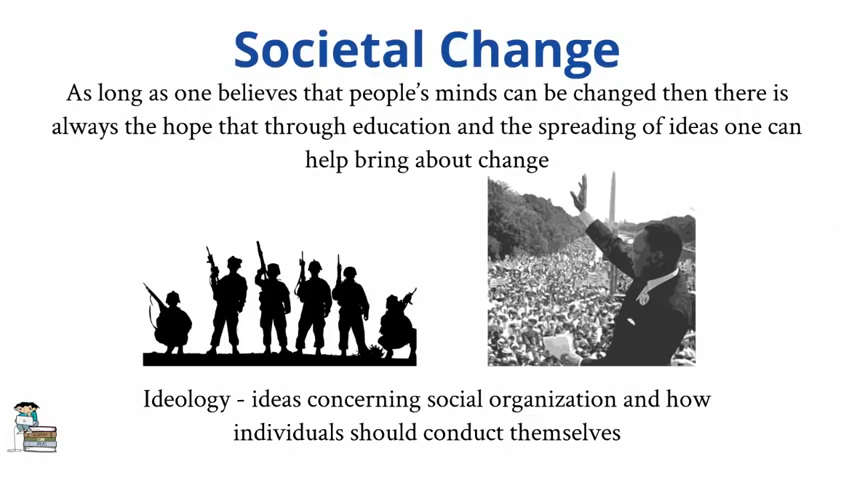 Societal Change
As long as one believes that people's minds can be changed then there is
always the hope that through education and the spreading of ideas one can
help bring about change
Ideology - ideas concerning social organization and how
individuals should conduct themselves